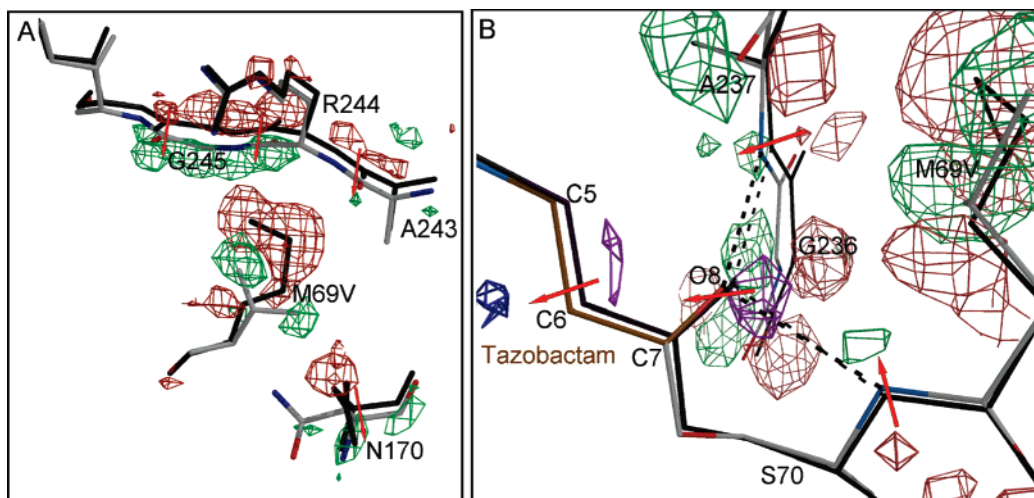 A
R244
G245
A243
M69V
N170
B
A237
M69V
C5
G236
O8
C6
Tazobactam
C7
S70